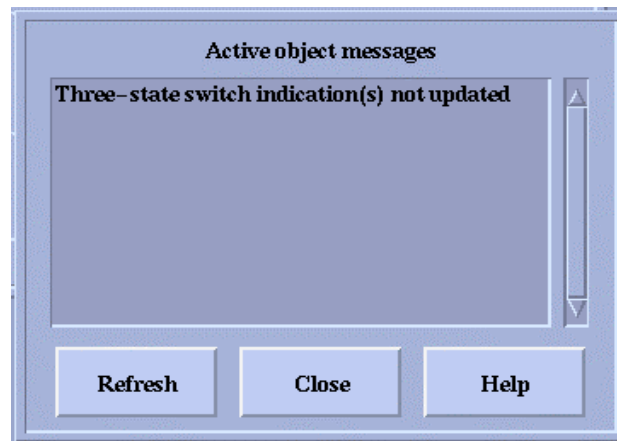 Active object messages
Three-state switch indication(s) not updated
Refresh Close Help